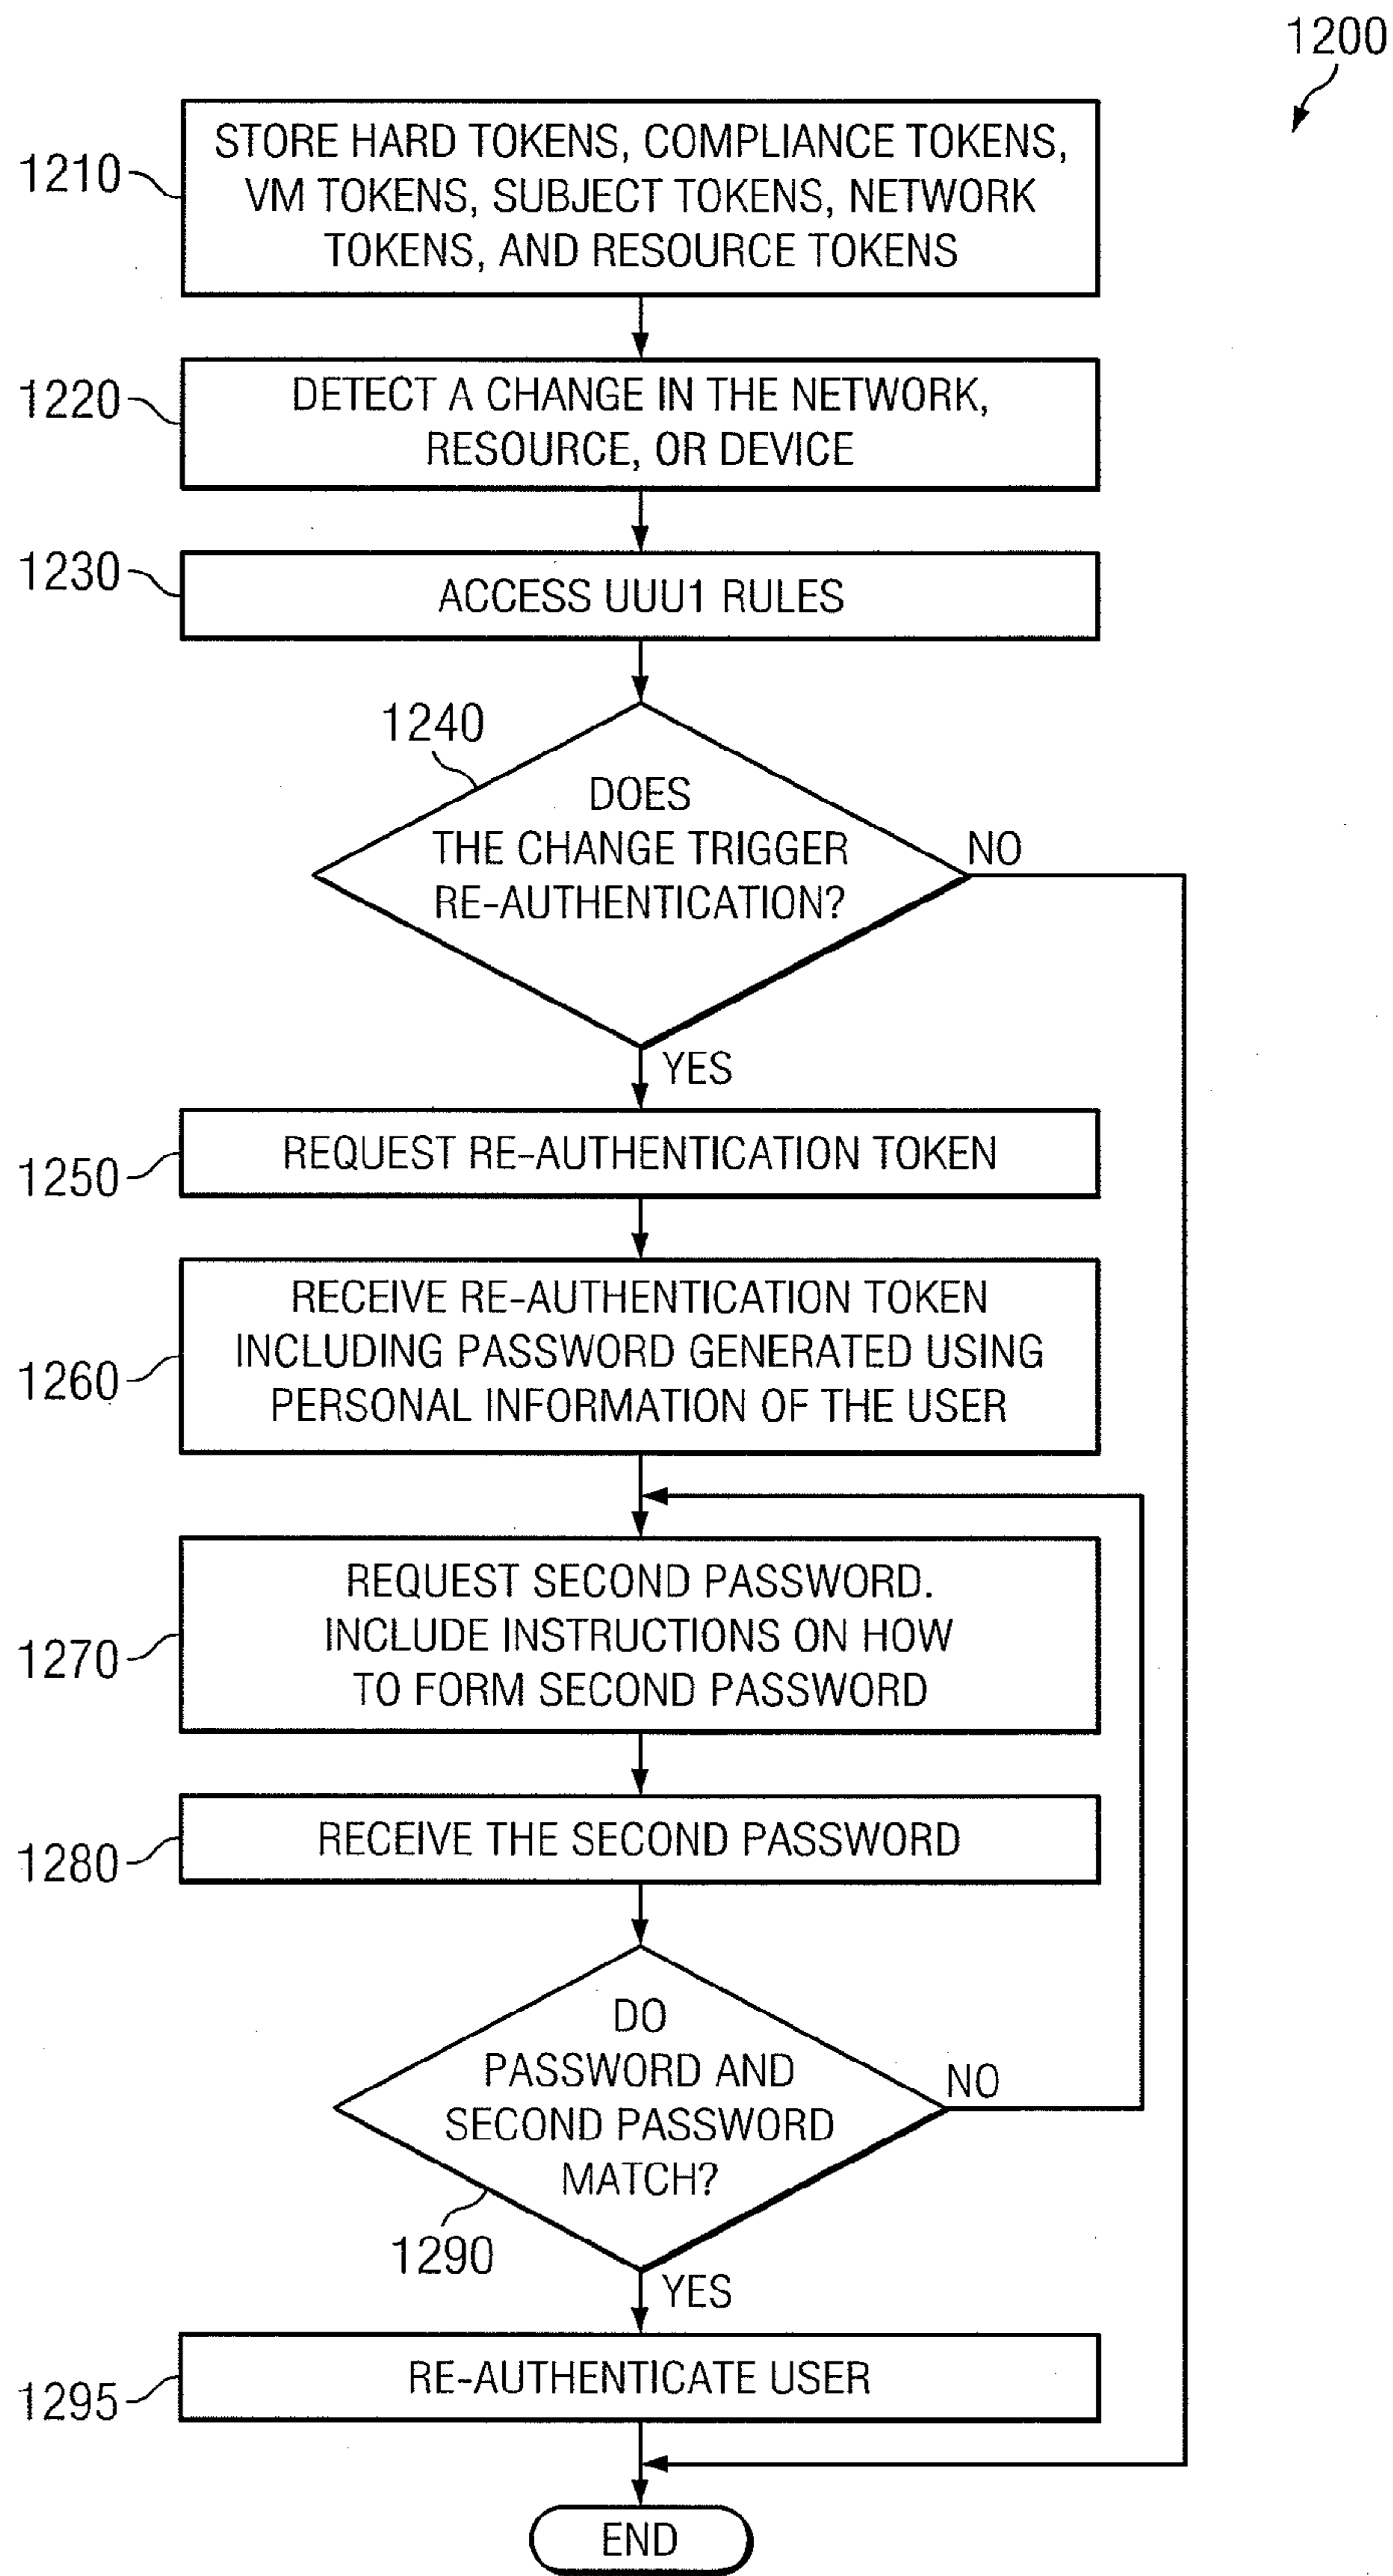 1200
1210
STORE HARD TOKENS, COMPLIANCE TOKENS,
VM TOKENS, SUBJECT TOKENS, NETWORK
TOKENS, AND RESOURCE TOKENS
1220
DETECT A CHANGE IN THE NETWORK,
RESOURCE, OR DEVICE
1230
ACCESS UUU1 RULES
1240
DOES
THE CHANGE TRIGGER
RE-AUTHENTICATION?
NO
YES
1250
REQUEST RE-AUTHENTICATION TOKEN
1260
RECEIVE RE-AUTHENTICATION TOKEN
INCLUDING PASSWORD GENERATED USING
PERSONAL INFORMATION OF THE USER
1270
REQUEST SECOND PASSWORD.
INCLUDE INSTRUCTIONS ON HOW
TO FORM SECOND PASSWORD
1280
RECEIVE THE SECOND PASSWORD
DO
PASSWORD AND
SECOND PASSWORD
MATCH?
NO
1290
YES
1295
RE-AUTHENTICATE USER
END